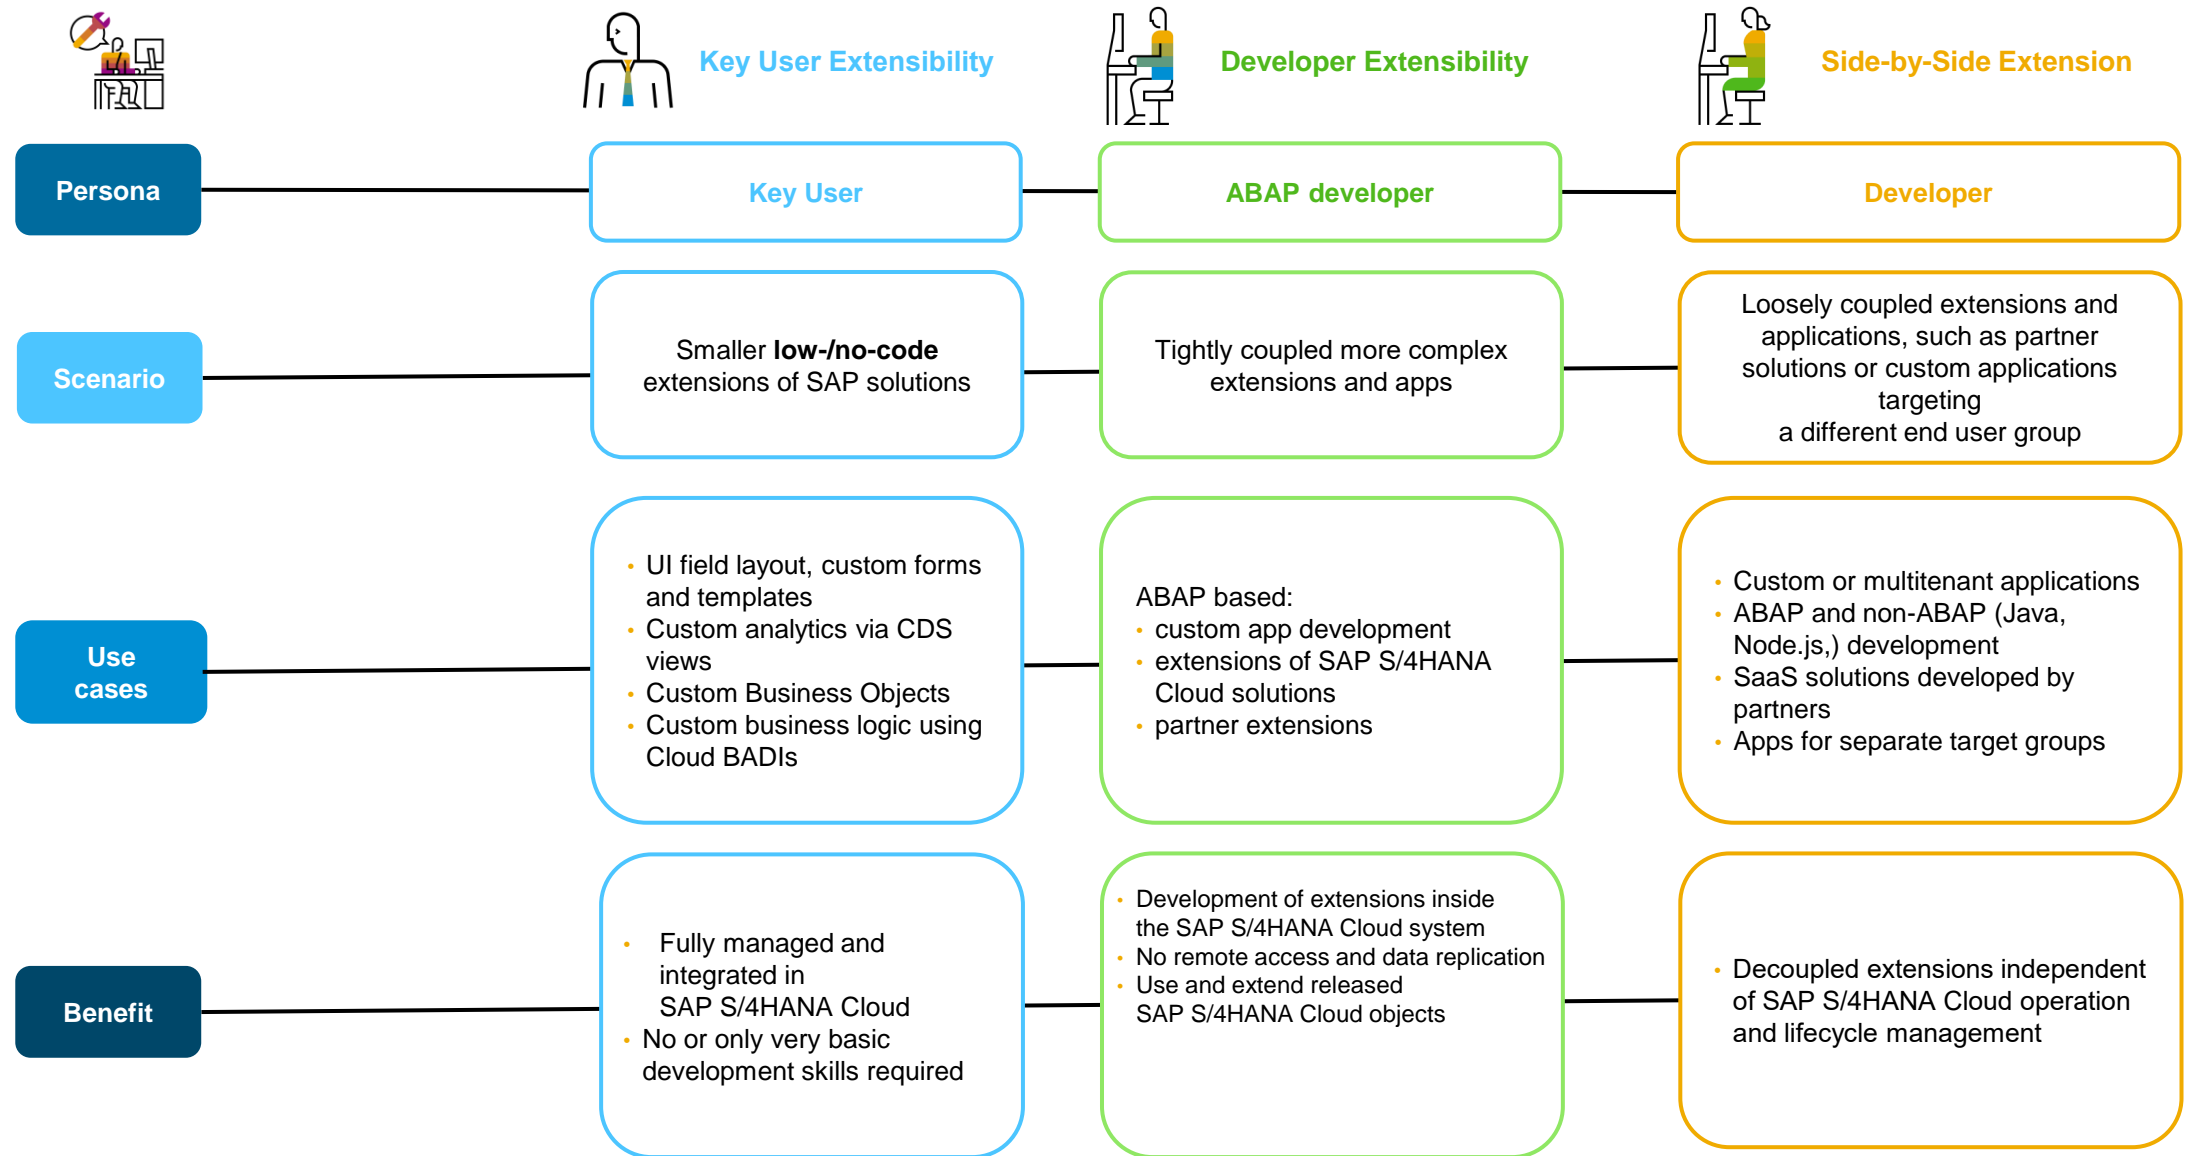 Key User Extensibility
Developer Extensibility
Side-by-Side Extension
Persona
Key User
ABAP developer
Developer
Scenario
Smaller low-/no-code
extensions of SAP solutions
Tightly coupled more complex
extensions and apps
Loosely coupled extensions and
applications, such as partner
solutions or custom applications
targeting
a different end user group
Use
cases
• UI field layout, custom forms
and templates
• Custom analytics via CDS
views
• Custom Business Objects
• Custom business logic using
Cloud BADIs
ABAP based:
• custom app development
• extensions of SAP S/4HANA
Cloud solutions
• partner extensions
• Custom or multitenant applications
• ABAP and non-ABAP (Java,
Node.js,) development
• SaaS solutions developed by
partners
• Apps for separate target groups
Benefit
• Fully managed and
integrated in
SAP S/4HANA Cloud
• No or only very basic
development skills required
• Development of extensions inside
the SAP S/4HANA Cloud system
• No remote access and data replication
• Use and extend released
SAP S/4HANA Cloud objects
• Decoupled extensions independent
of SAP S/4HANA Cloud operation
and lifecycle management